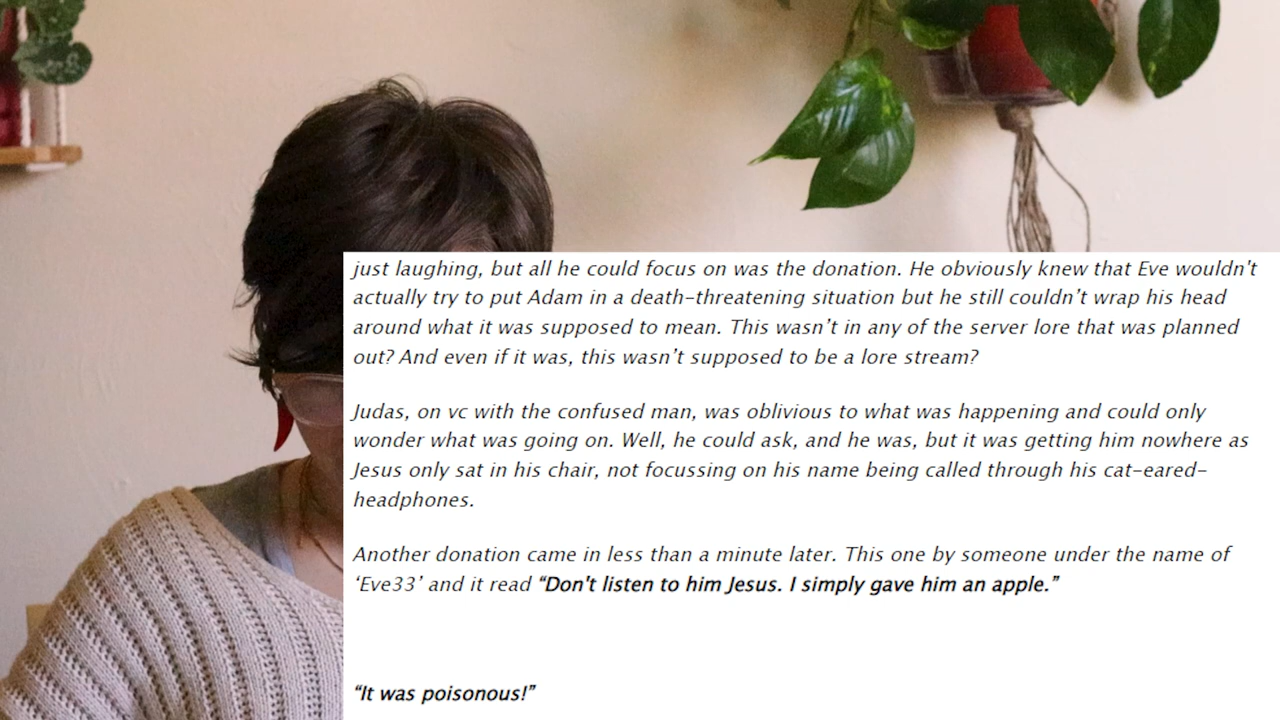 just laughing, but all he could focus on was the donation. He obviously knew that Eve wouldn't
actually try to put Adam in a death-threatening situation but he still couldn’t wrap his head
around what it was supposed to mean. This wasn’t in any of the server lore that was planned
out? And even if it was, this wasn’t supposed to be a lore stream?
Judas, on vc with the confused man, was oblivious to what was happening and could only
wonder what was going on. Well, he could ask, and he was, but it was getting him nowhere as
Jesus only sat in his chair, not focussing on his name being called through his cat-eared-
headphones.
Another donation came in less than a minute later. This one by someone under the name of
‘Eve33’ and it read “Don't listen to him Jesus. I simply gave him an apple.”
“It was poisonous!”